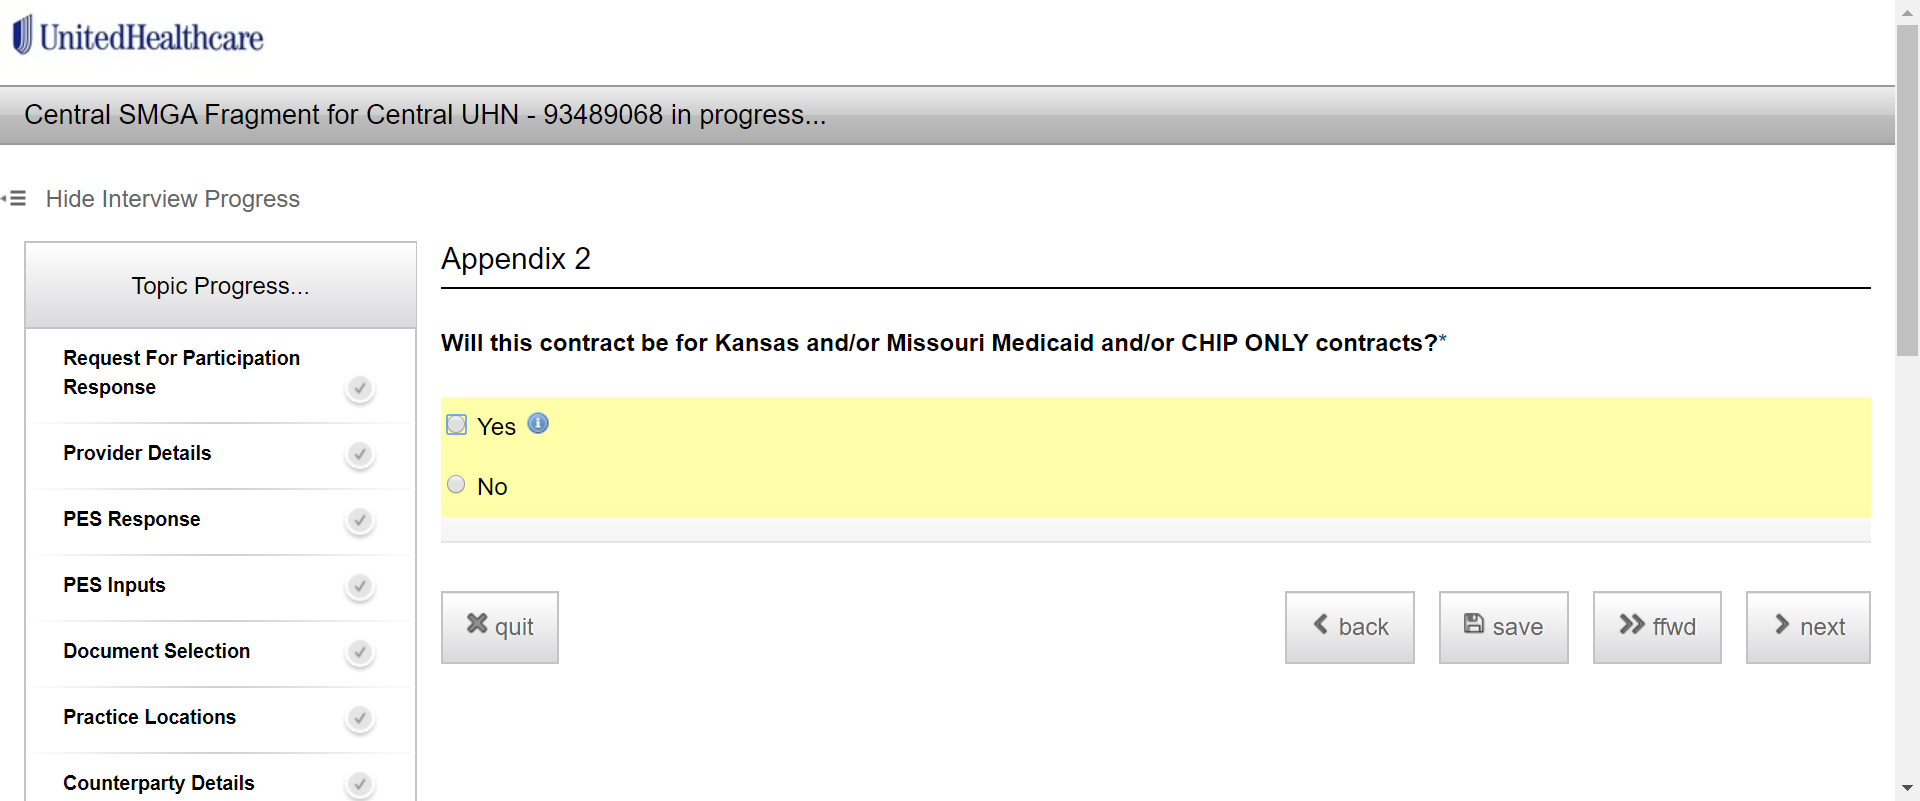 UnitedHealthcare
Central SMGA Fragment for Central UHN - 93489068 in progress...
Hide Interview Progress
Topic Progress...
Request For Participation
Response
Provider Details
PES Response
PES Inputs
Document Selection
Practice Locations
Counterparty Details
Appendix 2
Will this contract be for Kansas and/or Missouri Medicaid and/or CHIP ONLY contracts?*
Yes
No
quit
back
save
ffwd
next